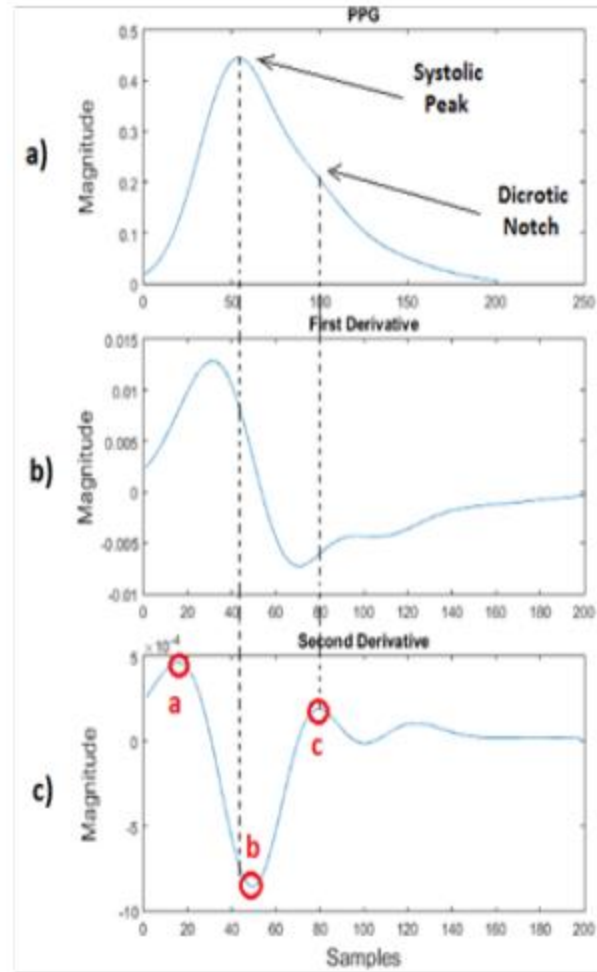 PPG
0.5
0.4
0.3
0.2
0.1
0
Magnitude
a)
Systolic
Peak
Dicrotic
Notch
0 50 100 150 200 250
First Derivative
0.015
0.01
0.005
0
-0.005
-0.01
Magnitude
b)
0 20 40 60 80 100 120 140 160 180 200
×10-4
Second Derivative
5
0
-5
-10
Magnitude
c)
a
b
c
0 20 40 60 80 100 120 140 160 180 200
Samples